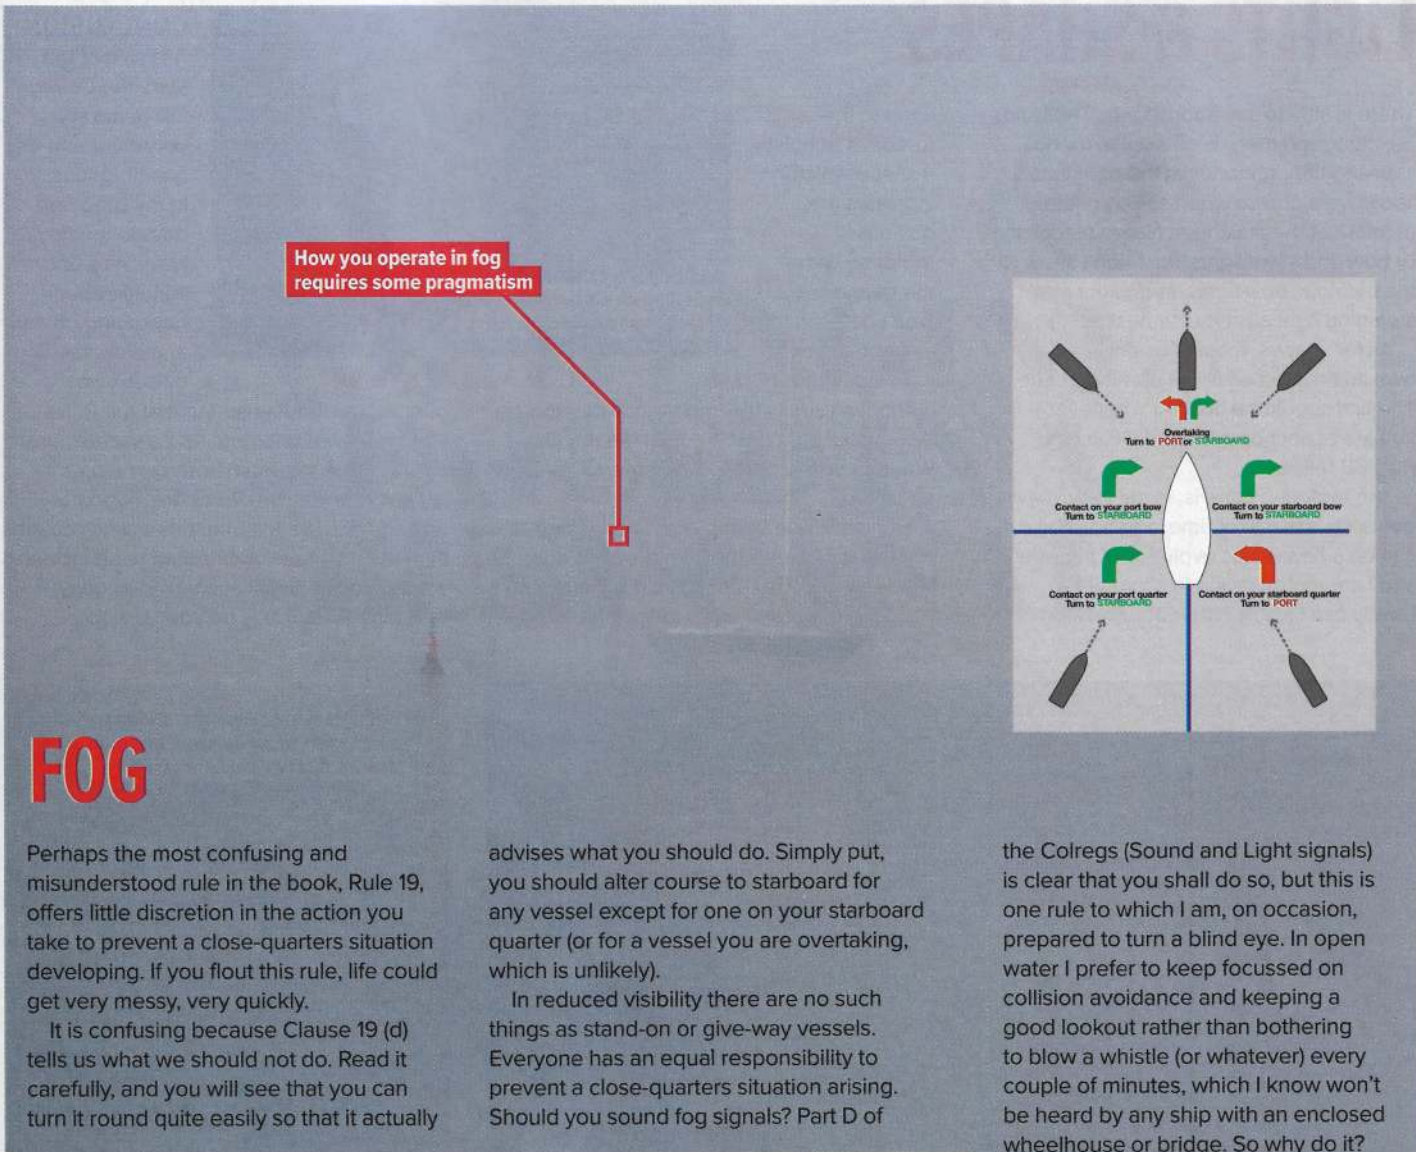 How you operate in fog
requires some pragmatism
Overtaking
Turn to PORT or STARBOARD
Contact on your port bow
Turn to STARBOARD
Contact on your starboard bow
Turn to STARBOARD
Contact on your port quarter
Turn to STARBOARD
Contact on your starboard quarter
Turn to PORT
FOG
Perhaps the most confusing and
misunderstood rule in the book, Rule 19,
offers little discretion in the action you
take to prevent a close-quarters situation
developing. If you flout this rule, life could
get very messy, very quickly.
It is confusing because Clause 19 (d)
tells us what we should not do. Read it
carefully, and you will see that you can
turn it round quite easily so that it actually
advises what you should do. Simply put,
you should alter course to starboard for
any vessel except for one on your starboard
quarter (or for a vessel you are overtaking,
which is unlikely).
In reduced visibility there are no such
things as stand-on or give-way vessels.
Everyone has an equal responsibility to
prevent a close-quarters situation arising.
Should you sound fog signals? Part D of
the Colregs (Sound and Light signals)
is clear that you shall do so, but this is
one rule to which I am, on occasion,
prepared to turn a blind eye. In open
water I prefer to keep focussed on
collision avoidance and keeping a
good lookout rather than bothering
to blow a whistle (or whatever) every
couple of minutes, which I know won't
be heard by any ship with an enclosed
wheelhouse or bridge. So why do it?